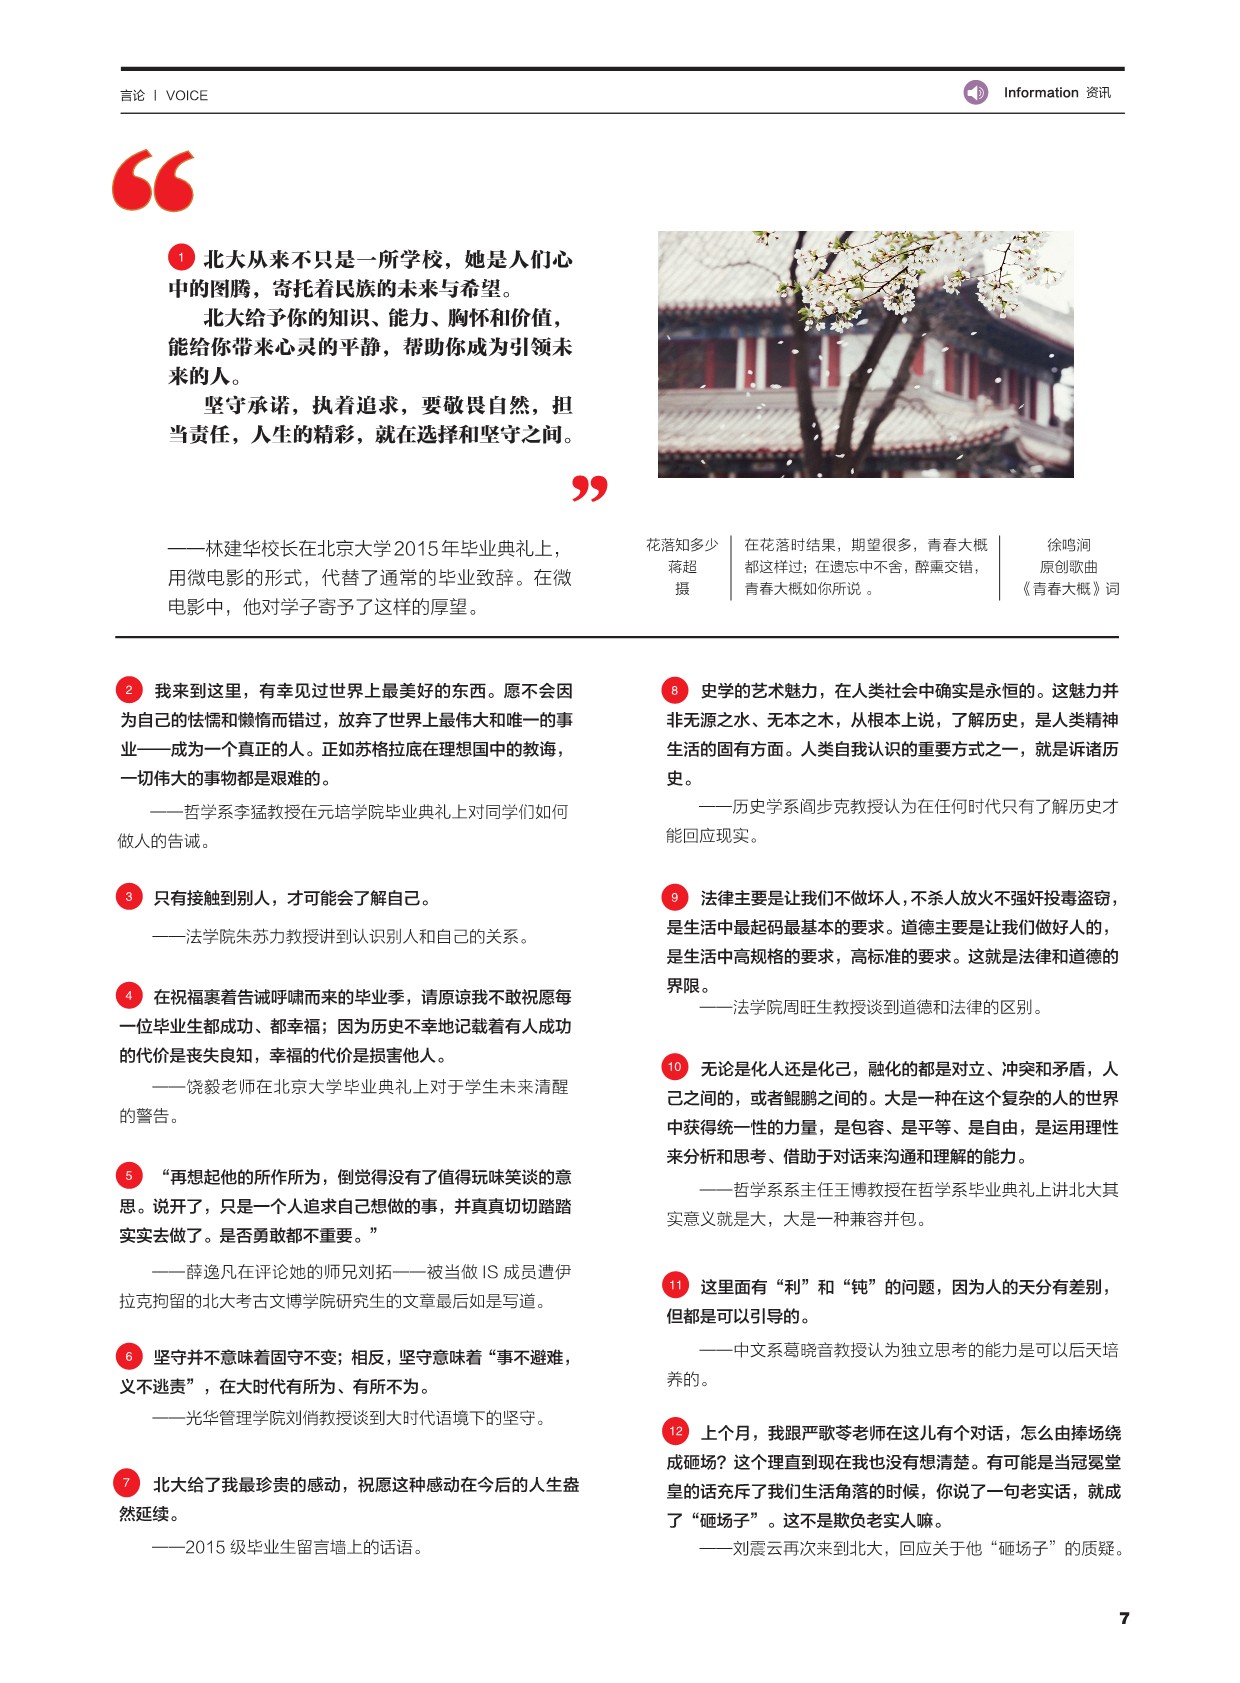 言论 | VOICE
Information 资讯
“
1 北大从来不只是一所学校，她是人们心
中的图腾，寄托着民族的未来与希望。
北大给予你的知识、能力、胸怀和价值，
能给你带来心灵的平静，帮助你成为引领未
来的人。
坚守承诺，执着追求，要敬畏自然，担
当责任，人生的精彩，就在选择和坚守之间。
”
——林建华校长在北京大学2015年毕业典礼上，
用微电影的形式，代替了通常的毕业致辞。在微
电影中，他对学子寄予了这样的厚望。
花落知多少
蒋超
摄
在花落时结果，期望很多，青春大概
都这样过；在遗忘中不舍，醉熏交错，
青春大概如你所说 。
徐鸣涧
原创歌曲
《青春大概》词
2 我来到这里，有幸见过世界上最美好的东西。愿不会因
为自己的怯懦和懒惰而错过，放弃了世界上最伟大和唯一的事
业——成为一个真正的人。正如苏格拉底在理想国中的教诲，
一切伟大的事物都是艰难的。
——哲学系李猛教授在元培学院毕业典礼上对同学们如何
做人的告诫。
3 只有接触到别人，才可能会了解自己。
——法学院朱苏力教授讲到认识别人和自己的关系。
4 在祝福裹着告诫呼啸而来的毕业季，请原谅我不敢祝愿每
一位毕业生都成功、都幸福；因为历史不幸地记载着有人成功
的代价是丧失良知，幸福的代价是损害他人。
——饶毅老师在北京大学毕业典礼上对于学生未来清醒
的警告。
5 “再想起他的所作所为，倒觉得没有了值得玩味笑谈的意
思。说开了，只是一个人追求自己想做的事，并真真切切踏踏
实实去做了。是否勇敢都不重要。”
——薛逸凡在评论她的师兄刘拓——被当做 IS 成员遭伊
拉克拘留的北大考古文博学院研究生的文章最后如是写道。
6 坚守并不意味着固守不变；相反，坚守意味着“事不避难，
义不逃责”，在大时代有所为、有所不为。
——光华管理学院刘俏教授谈到大时代语境下的坚守。
7 北大给了我最珍贵的感动，祝愿这种感动在今后的人生盎
然延续。
——2015 级毕业生留言墙上的话语。
8 史学的艺术魅力，在人类社会中确实是永恒的。这魅力并
非无源之水、无本之木，从根本上说，了解历史，是人类精神
生活的固有方面。人类自我认识的重要方式之一，就是诉诸历
史。
——历史学系阎步克教授认为在任何时代只有了解历史才
能回应现实。
9 法律主要是让我们不做坏人，不杀人放火不强奸投毒盗窃，
是生活中最起码最基本的要求。道德主要是让我们做好人的，
是生活中高规格的要求，高标准的要求。这就是法律和道德的
界限。
——法学院周旺生教授谈到道德和法律的区别。
10 无论是化人还是化己，融化的都是对立、冲突和矛盾，人
己之间的，或者鲲鹏之间的。大是一种在这个复杂的人的世界
中获得统一性的力量，是包容、是平等、是自由，是运用理性
来分析和思考、借助于对话来沟通和理解的能力。
——哲学系系主任王博教授在哲学系毕业典礼上讲北大其
实意义就是大，大是一种兼容并包。
11 这里面有“利”和“钝”的问题，因为人的天分有差别，
但都是可以引导的。
——中文系葛晓音教授认为独立思考的能力是可以后天培
养的。
12 上个月，我跟严歌苓老师在这儿有个对话，怎么由捧场绕
成砸场？这个理直到现在我也没有想清楚。有可能是当冠冕堂
皇的话充斥了我们生活角落的时候，你说了一句老实话，就成
了“砸场子”。这不是欺负老实人嘛。
——刘震云再次来到北大，回应关于他“砸场子”的质疑。
7